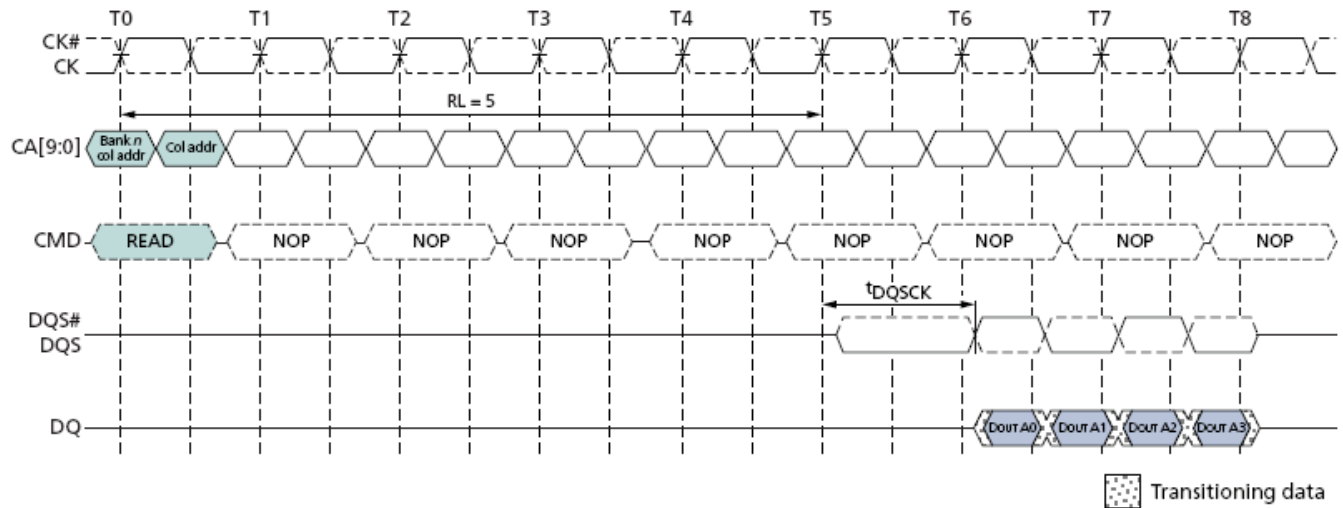 T0 T1 T2 T3 T4 T5 T6 T7 T8
CK#
CK
RL = 5
CA[9:0] Bank n col addr Col addr
CMD READ NOP NOP NOP NOP NOP NOP NOP NOP
tDQSCK
DQS#
DQS
DQ DOUT A0 DOUT A1 DOUT A2 DOUT A3
Transitioning data